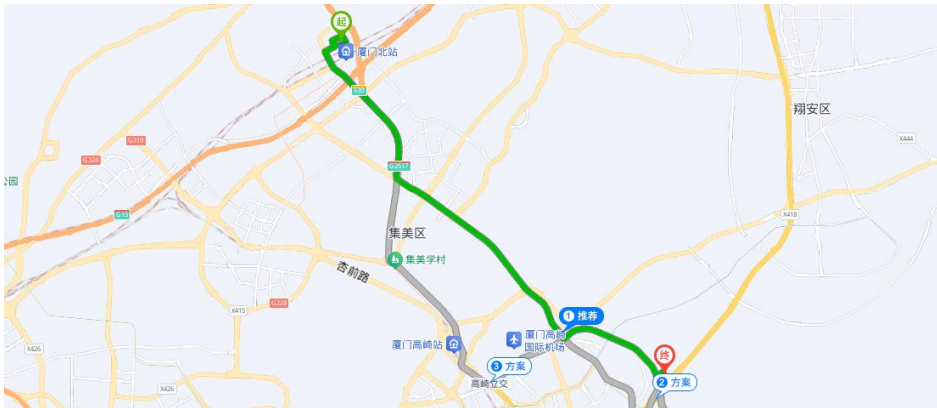 起
厦门北站
S30
翔安区
G319
G324
X444
公园
G15
X418
集美区
集美学村
杏前路
G228
X415
1 推荐
厦门高崎
国际机场
厦门高崎站
X426
终
3 方案
2 方案
高崎立交
X426